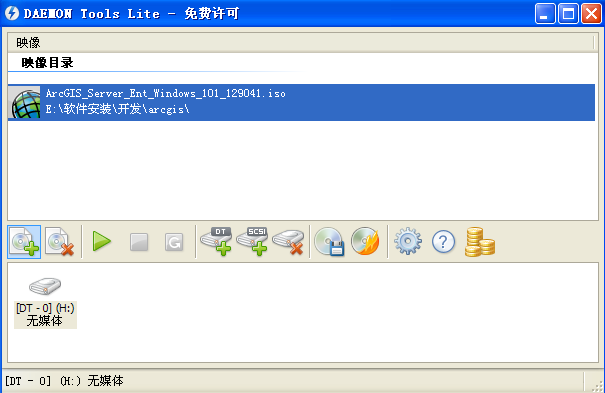 DAEMON Tools Lite - 免费许可
映像
映像目录
ArcGIS_Server_Ent_Windows_101_129041.iso
E:\软件安装\开发\arcgis\
DT
SCSI
G
?
[DT - 0] (H:)
无媒体
[DT - 0] (H:) 无媒体